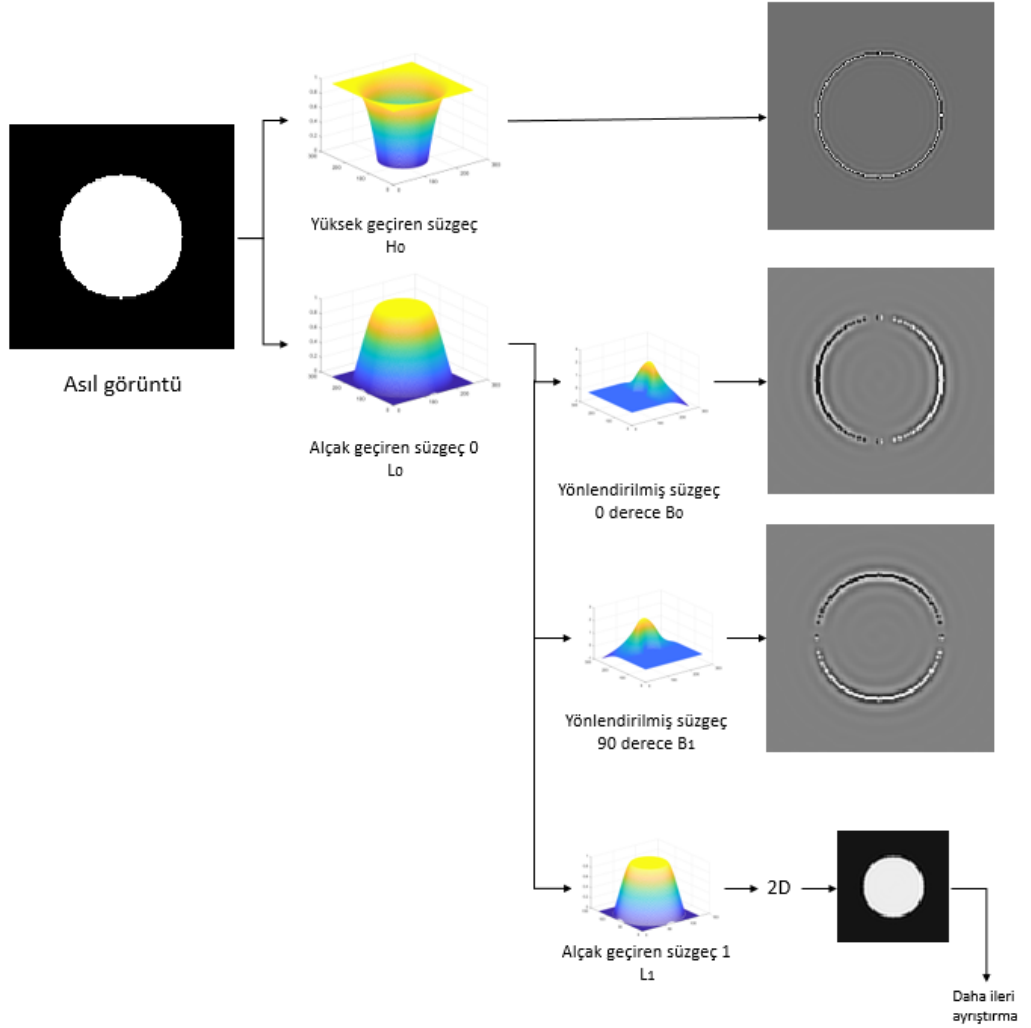 Yüksek geçiren süzgeç
H0
Asıl görüntü
Alçak geçiren süzgeç 0
L0
Yönlendirilmiş süzgeç
0 derece B0
Yönlendirilmiş süzgeç
90 derece B1
2D
Alçak geçiren süzgeç 1
L1
Daha ileri
ayrıştırma